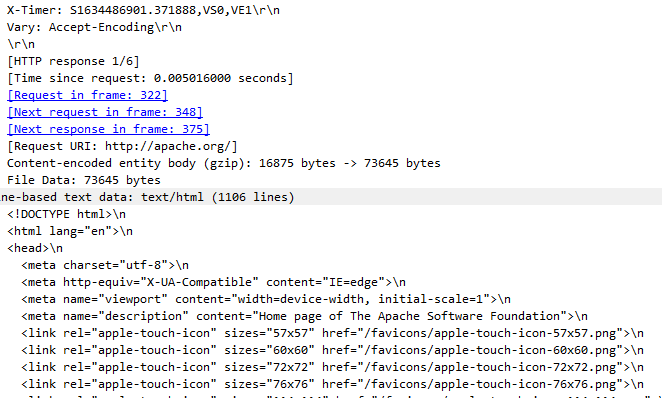 X-Timer: S1634486901.371888,VS0,VE1\r\n
Vary: Accept-Encoding\r\n
\r\n
[HTTP response 1/6]
[Time since request: 0.005016000 seconds]
[Request in frame: 322]
[Next request in frame: 348]
[Next response in frame: 375]
[Request URI: http://apache.org/]
Content-encoded entity body (gzip): 16875 bytes -> 73645 bytes
File Data: 73645 bytes
ne-based text data: text/html (1106 lines)
<!DOCTYPE html>\n
<html lang="en">\n
<head>\n
<meta charset="utf-8">\n
<meta http-equiv="X-UA-Compatible" content="IE=edge">\n
<meta name="viewport" content="width=device-width, initial-scale=1">\n
<meta name="description" content="Home page of The Apache Software Foundation">\n
<link rel="apple-touch-icon" sizes="57x57" href="/favicons/apple-touch-icon-57x57.png">\n
<link rel="apple-touch-icon" sizes="60x60" href="/favicons/apple-touch-icon-60x60.png">\n
<link rel="apple-touch-icon" sizes="72x72" href="/favicons/apple-touch-icon-72x72.png">\n
<link rel="apple-touch-icon" sizes="76x76" href="/favicons/apple-touch-icon-76x76.png">\n